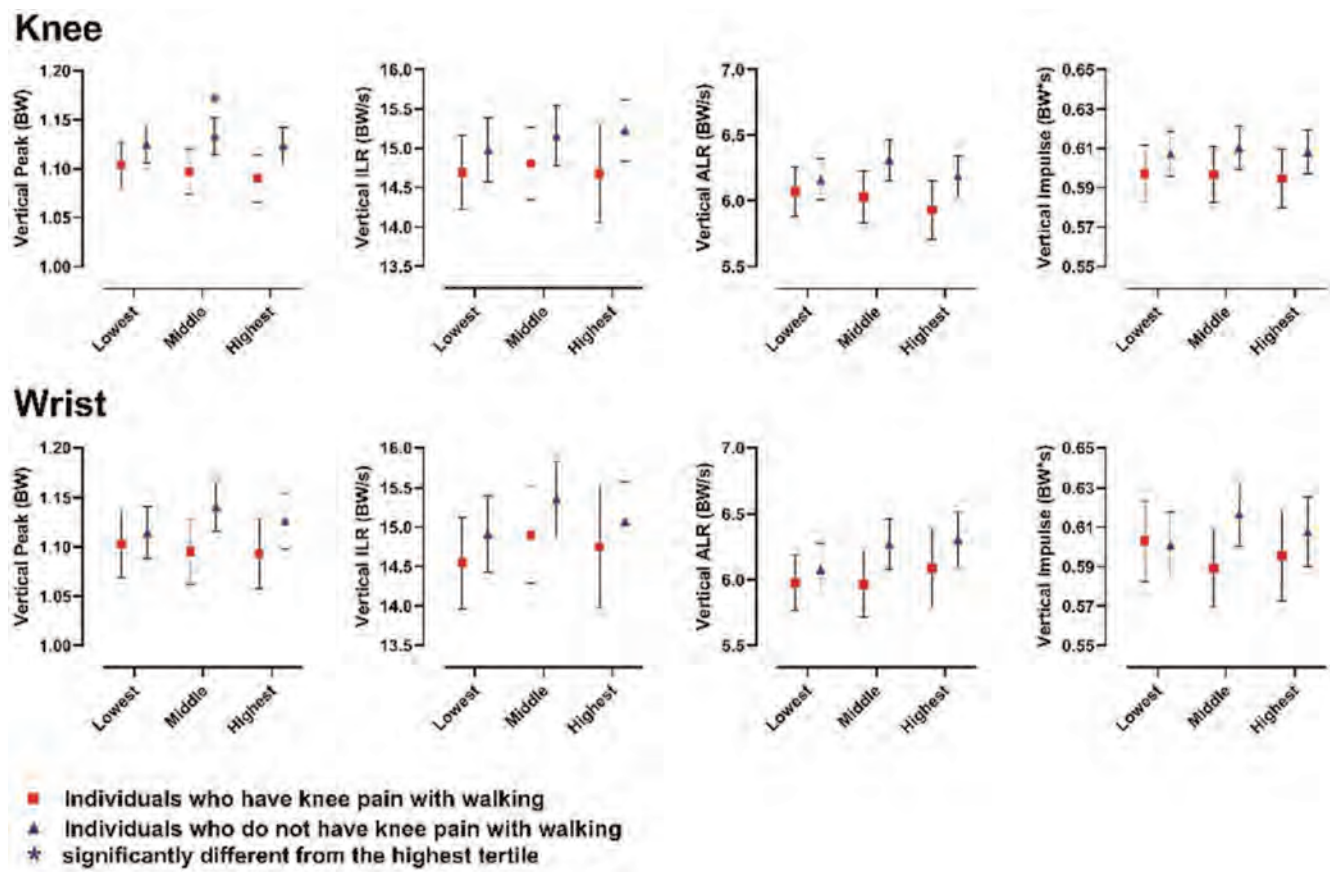 Knee
Vertical Peak (BW)
1.20
1.15
1.10
1.05
1.00
Lowest
Middle
Highest
Vertical ILR (BW/s)
16.0
15.5
15.0
14.5
14.0
13.5
Lowest
Middle
Highest
Vertical ALR (BW/s)
7.0
6.5
6.0
5.5
Lowest
Middle
Highest
Vertical Impulse (BW*s)
0.65
0.63
0.61
0.59
0.57
0.55
Lowest
Middle
Highest
Wrist
Vertical Peak (BW)
1.20
1.15
1.10
1.05
1.00
Lowest
Middle
Highest
Vertical ILR (BW/s)
16.0
15.5
15.0
14.5
14.0
13.5
Lowest
Middle
Highest
Vertical ALR (BW/s)
7.0
6.5
6.0
5.5
Lowest
Middle
Highest
Vertical Impulse (BW*s)
0.65
0.63
0.61
0.59
0.57
0.55
Lowest
Middle
Highest
Individuals who have knee pain with walking
Individuals who do not have knee pain with walking
* significantly different from the highest tertile